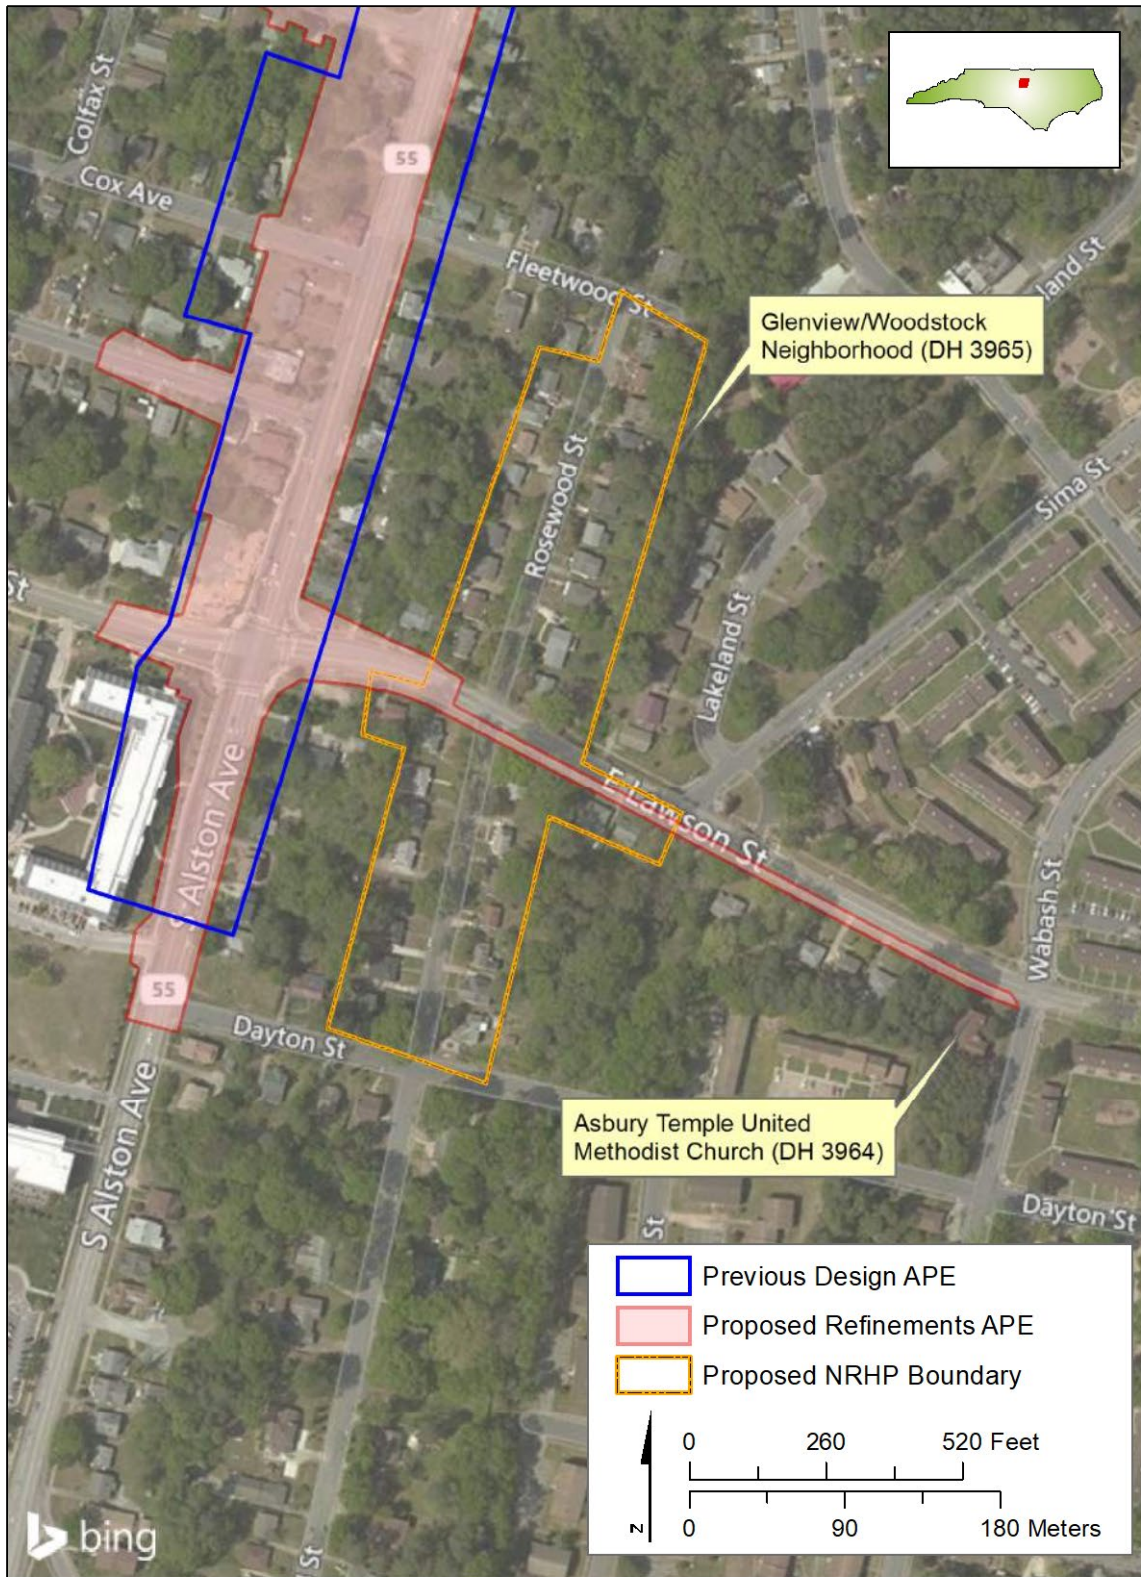 Colfax St
55
Cox Ave
land St
Fleetwood St
Glenview/Woodstock
Neighborhood (DH 3965)
Sima St
Rosewood St
St
Lakeland St
E Lawson St
S Alston Ave
Wabash St
55
Dayton St
Asbury Temple United
Methodist Church (DH 3964)
S Alston Ave
Dayton St
St
Previous Design APE
Proposed Refinements APE
Proposed NRHP Boundary
0 260 520 Feet
N
0 90 180 Meters
bing
St